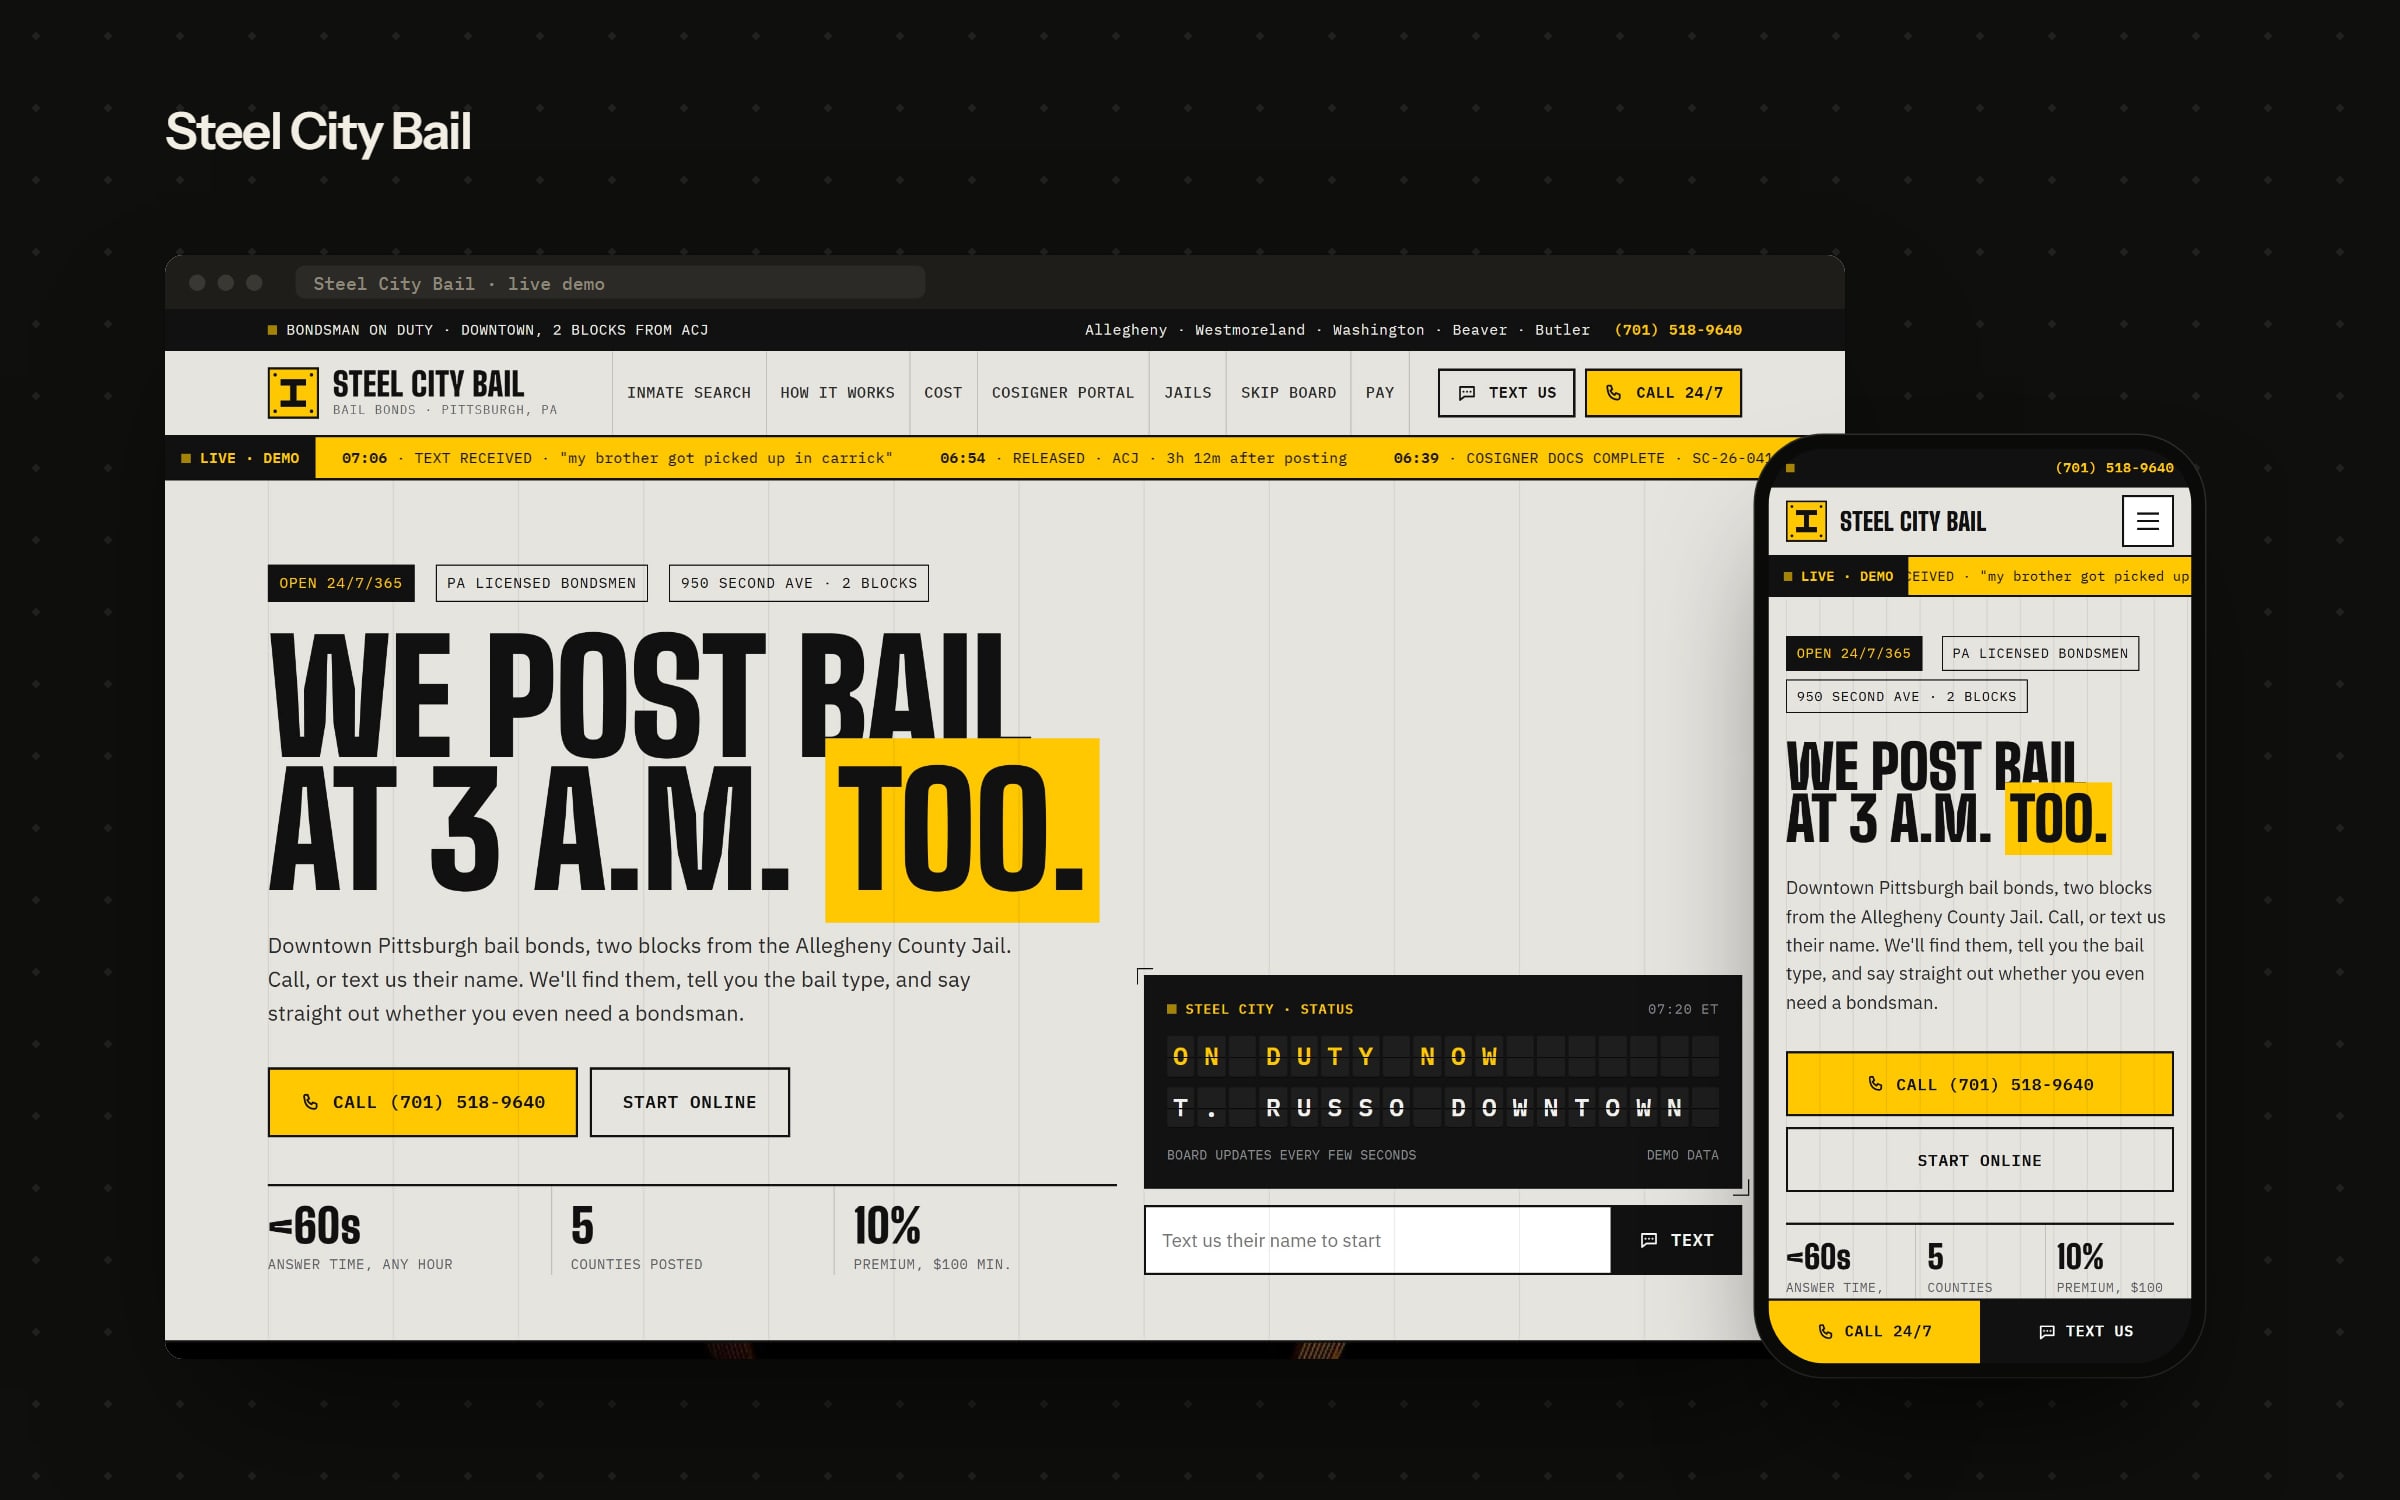 Steel City Bail
Steel City Bail · live demo
BONDSMAN ON DUTY · DOWNTOWN, 2 BLOCKS FROM ACJ
Allegheny · Westmoreland · Washington · Beaver · Butler (701) 518-9640
STEEL CITY BAIL
BAIL BONDS · PITTSBURGH, PA
INMATE SEARCH
HOW IT WORKS
COST
COSIGNER PORTAL
JAILS
SKIP BOARD
PAY
TEXT US
CALL 24/7
LIVE · DEMO
07:06 · TEXT RECEIVED · "my brother got picked up in carrick"
06:54 · RELEASED · ACJ · 3h 12m after posting
06:39 · COSIGNER DOCS COMPLETE · SC-26-041
OPEN 24/7/365
PA LICENSED BONDSMEN
950 SECOND AVE · 2 BLOCKS
WE POST BAIL
AT 3 A.M. TOO.
Downtown Pittsburgh bail bonds, two blocks from the Allegheny County Jail.
Call, or text us their name. We'll find them, tell you the bail type, and say
straight out whether you even need a bondsman.
CALL (701) 518-9640
START ONLINE
<60s
ANSWER TIME, ANY HOUR
5
COUNTIES POSTED
10%
PREMIUM, $100 MIN.
STEEL CITY · STATUS
07:20 ET
ON DUTY NOW
T. RUSSO DOWNTOWN
BOARD UPDATES EVERY FEW SECONDS
DEMO DATA
Text us their name to start
TEXT
(701) 518-9640
STEEL CITY BAIL
LIVE · DEMO
CEIVED · "my brother got picked up
OPEN 24/7/365
PA LICENSED BONDSMEN
950 SECOND AVE · 2 BLOCKS
WE POST BAIL
AT 3 A.M. TOO.
Downtown Pittsburgh bail bonds, two blocks
from the Allegheny County Jail. Call, or text us
their name. We'll find them, tell you the bail
type, and say straight out whether you even
need a bondsman.
CALL (701) 518-9640
START ONLINE
<60s
ANSWER TIME,
5
COUNTIES
10%
PREMIUM, $100
CALL 24/7
TEXT US